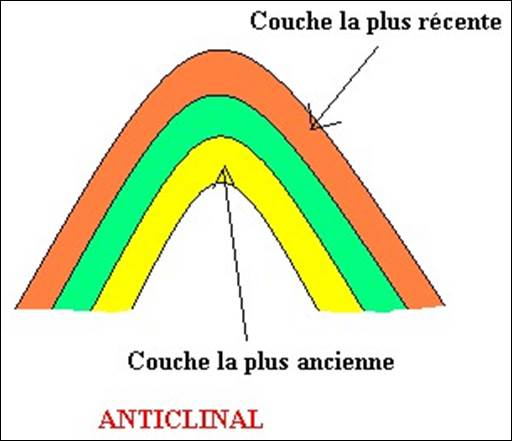 Couche la plus récente
Couche la plus ancienne
ANTICLINAL